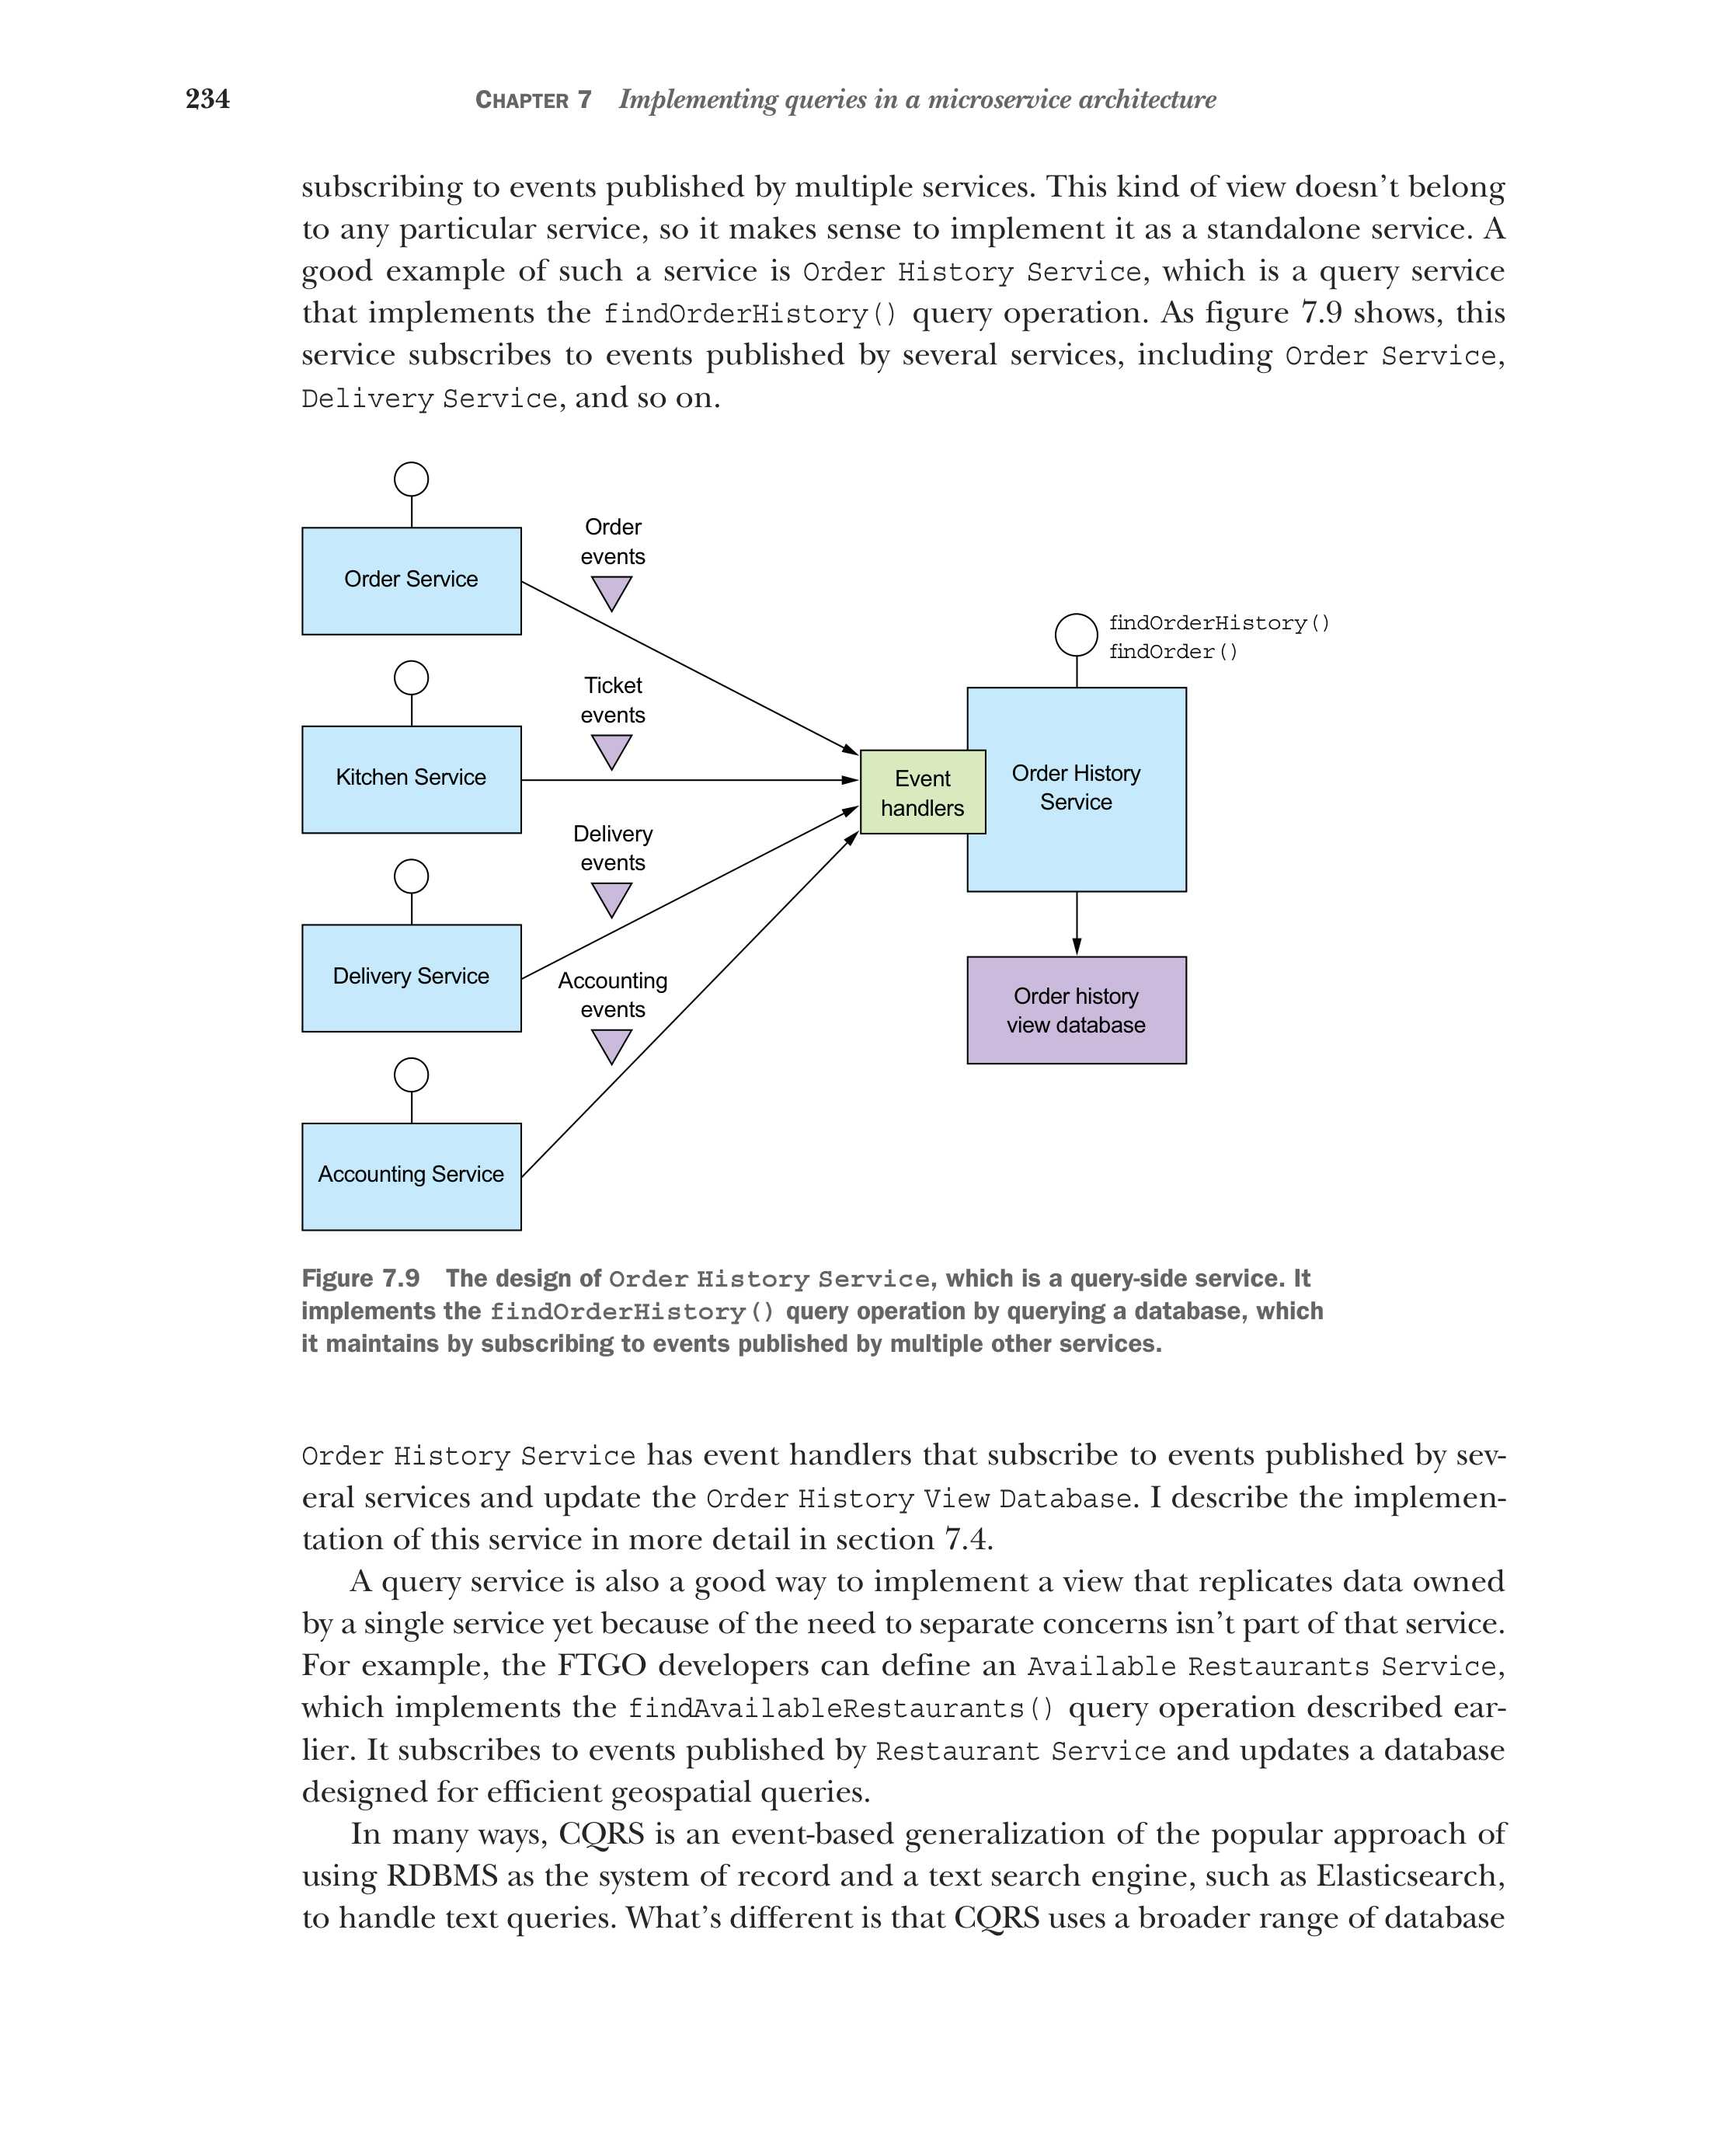 234
CHAPTER 7 Implementing queries in a microservice architecture
subscribing to events published by multiple services. This kind of view doesn’t belong
to any particular service, so it makes sense to implement it as a standalone service. A
good example of such a service is Order History Service, which is a query service
that implements the findOrderHistory() query operation. As figure 7.9 shows, this
service subscribes to events published by several services, including Order Service,
Delivery Service, and so on.
Order
events
Order Service
findOrderHistory()
findOrder()
Ticket
events
Kitchen Service
Event
handlers
Order History
Service
Delivery
events
Delivery Service
Accounting
events
Order history
view database
Accounting Service
Figure 7.9 The design of Order History Service, which is a query-side service. It
implements the findOrderHistory() query operation by querying a database, which
it maintains by subscribing to events published by multiple other services.
Order History Service has event handlers that subscribe to events published by sev-
eral services and update the Order History View Database. I describe the implemen-
tation of this service in more detail in section 7.4.
A query service is also a good way to implement a view that replicates data owned
by a single service yet because of the need to separate concerns isn’t part of that service.
For example, the FTGO developers can define an Available Restaurants Service,
which implements the findAvailableRestaurants() query operation described ear-
lier. It subscribes to events published by Restaurant Service and updates a database
designed for efficient geospatial queries.
In many ways, CQRS is an event-based generalization of the popular approach of
using RDBMS as the system of record and a text search engine, such as Elasticsearch,
to handle text queries. What’s different is that CQRS uses a broader range of database